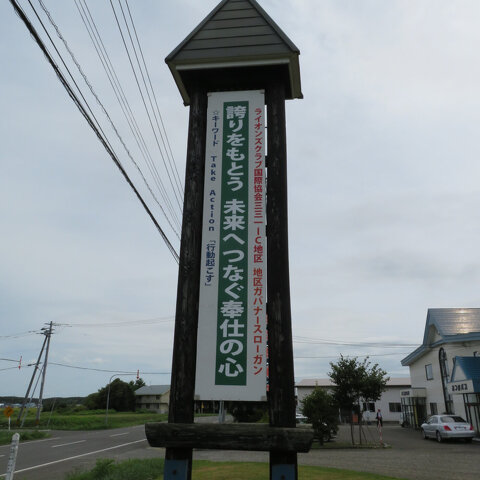 ライオンズクラブ国際協会三三一ーC地区 地区ガバナースローガン
誇りをもとう 未来へつなぐ奉仕の心
☆キーワード Take Action 「行動起こす」